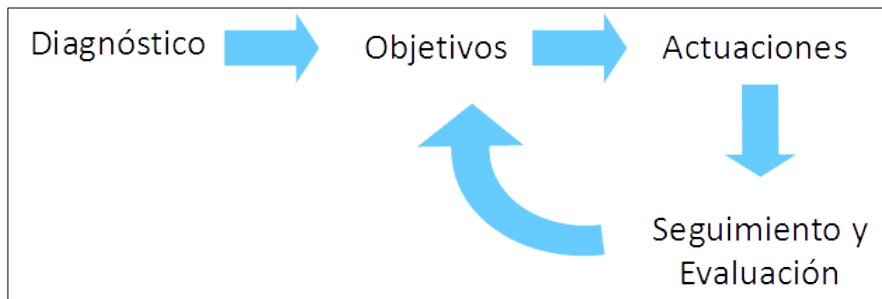 Diagnóstico
Objetivos
Actuaciones
Seguimiento y
Evaluación